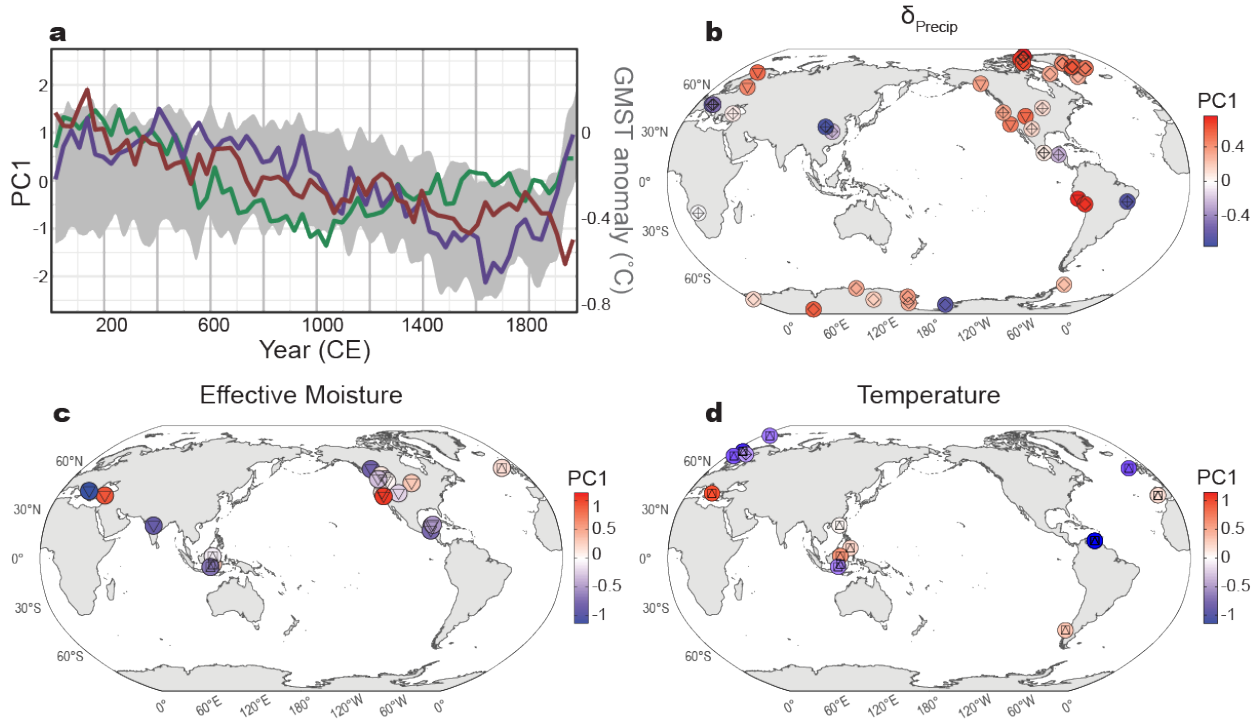 a
PC1
2
1
0
-1
-2
200
600
1000
1400
1800
Year (CE)
0
-0.4
-0.8
GMST anomaly (˚C)
b
δPrecip
60°N
30°N
0°
30°S
60°S
0°
60°E
120°E
180°
120°W
60°W
0°
PC1
0.4
0
-0.4
c
Effective Moisture
60°N
30°N
0°
30°S
60°S
0°
60°E
120°E
180°
120°W
60°W
0°
PC1
1
0.5
0
-0.5
-1
d
Temperature
60°N
30°N
0°
30°S
60°S
0°
60°E
120°E
180°
120°W
60°W
0°
PC1
1
0.5
0
-0.5
-1